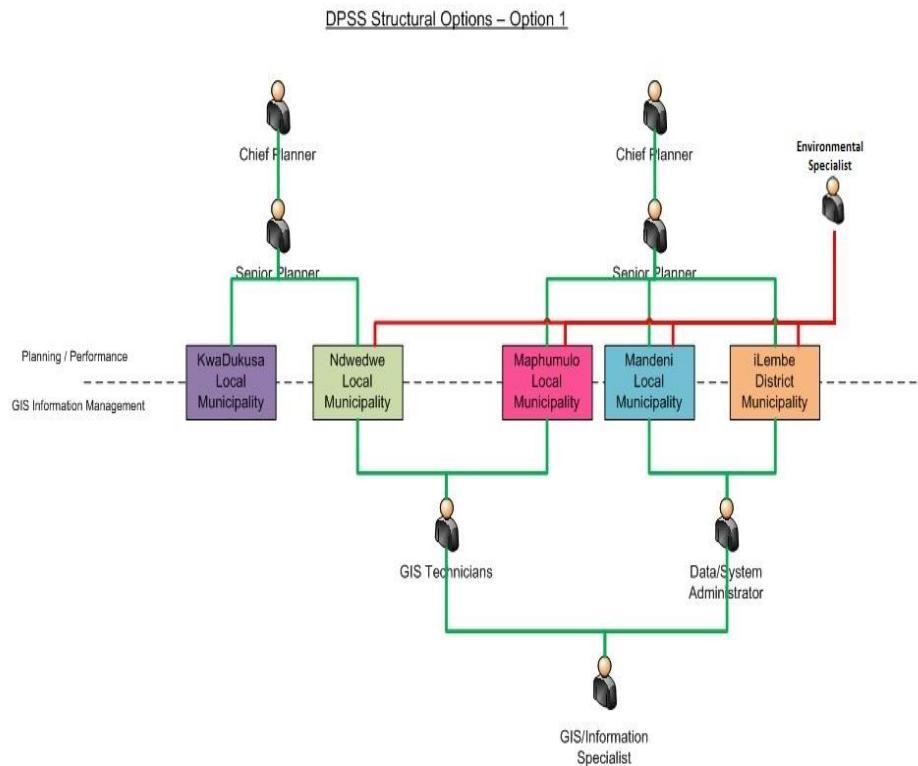 DPSS Structural Options – Option 1
Chief Planner
Chief Planner
Environmental
Specialist
Senior Planner
Senior Planner
Planning / Performance
GIS Information Management
KwaDukusa
Local
Municipality
Ndwedwe
Local
Municipality
Maphumulo
Local
Municipality
Mandeni
Local
Municipality
iLembe
District
Municipality
GIS Technicians
Data/System
Administrator
GIS/Information
Specialist